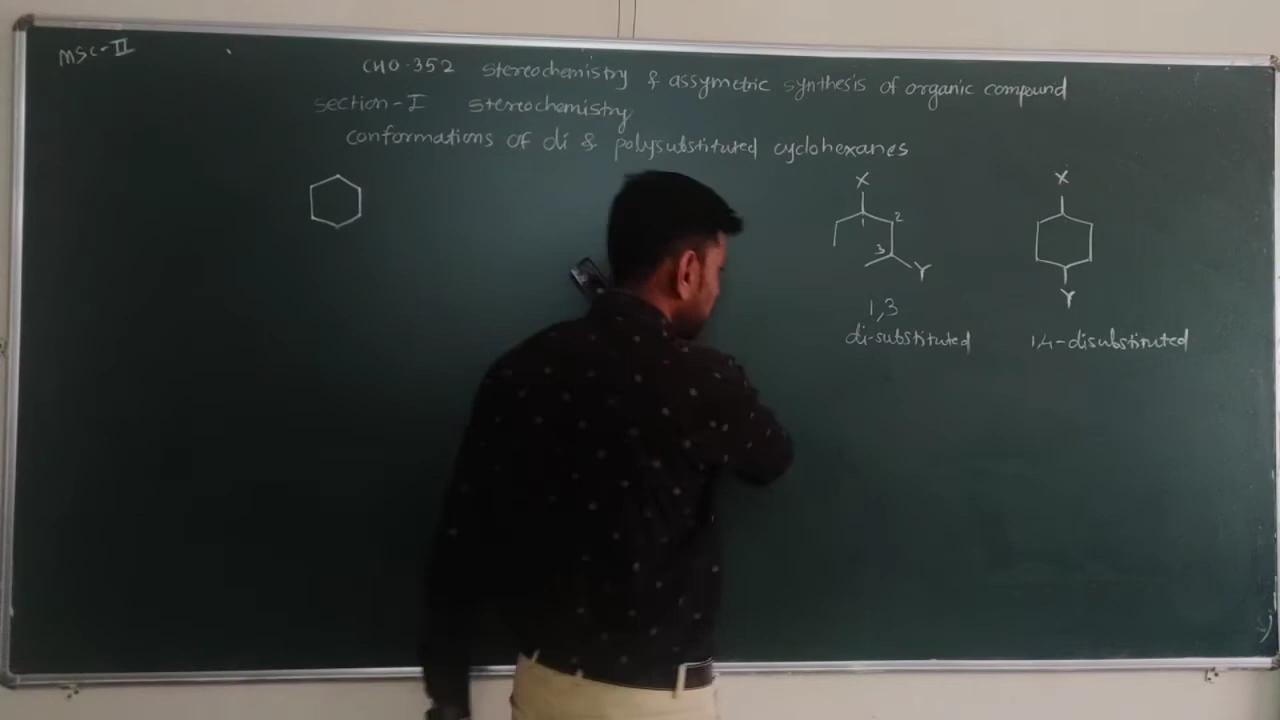 MSC-II
CHO-352 stereochemistry & assymetric synthesis of organic compound
section-I stereochemistry
conformations of di & polysubstituted cyclohexanes
X
1
2
3
Y
1,3
di-substituted
X
Y
1,4-disubstituted